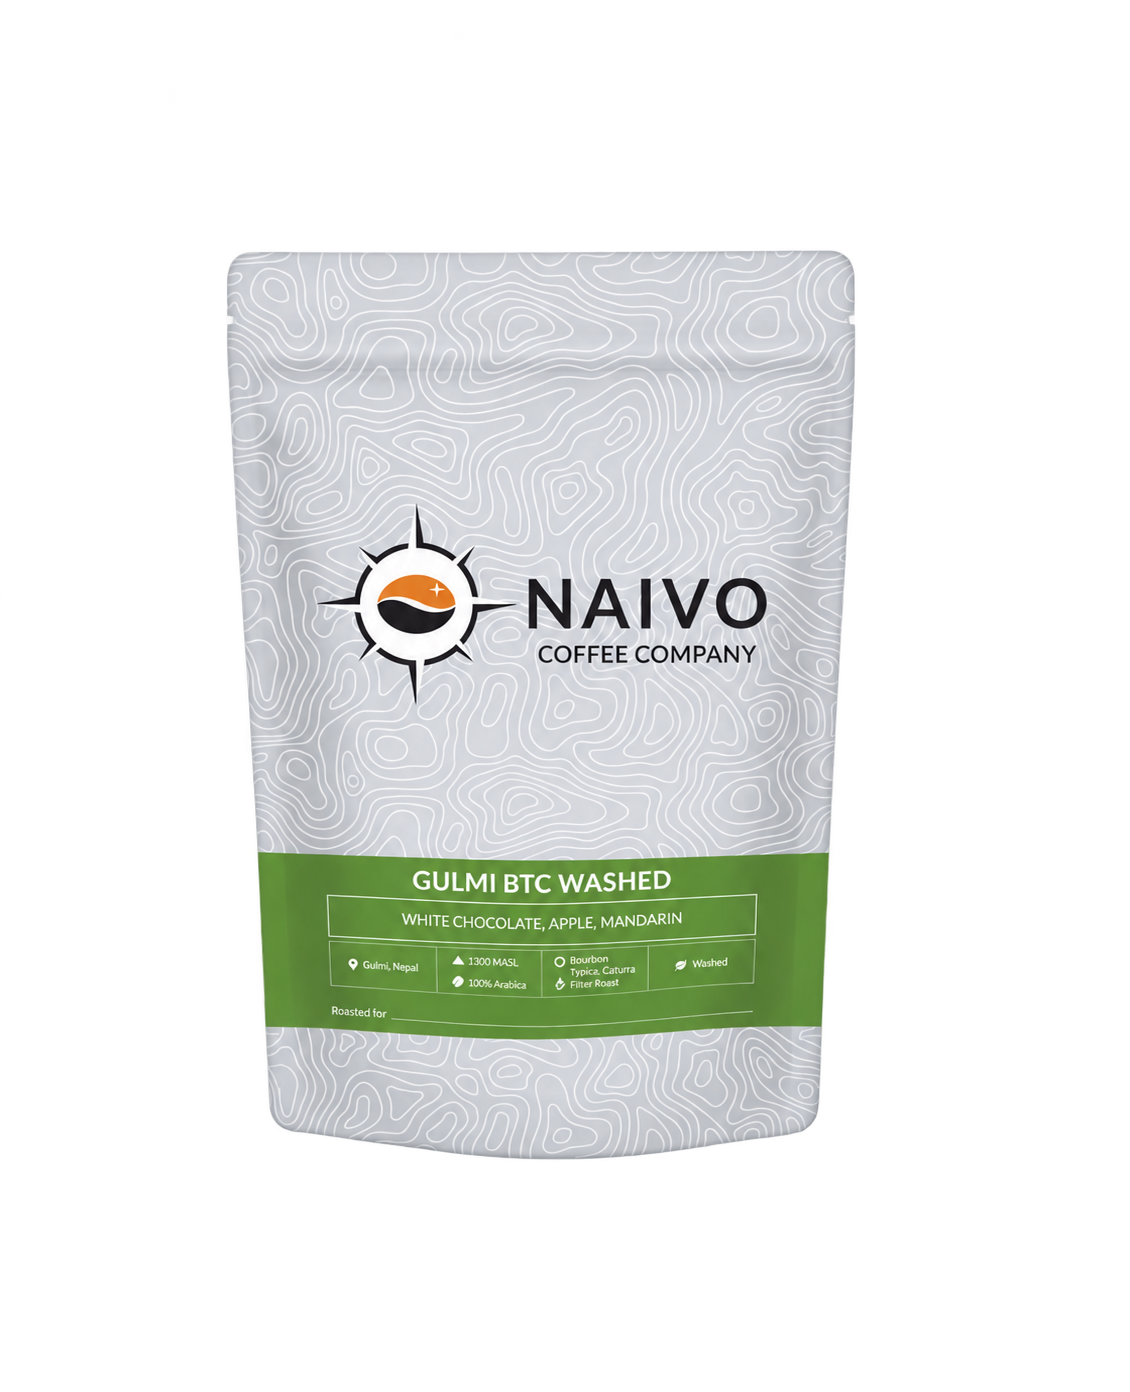 NAIVO
COFFEE COMPANY
GULMI BTC WASHED
WHITE CHOCOLATE, APPLE, MANDARIN
Gulmi, Nepal
1300 MASL
100% Arabica
Bourbon
Typica, Caturra
Filter Roast
Washed
Roasted for